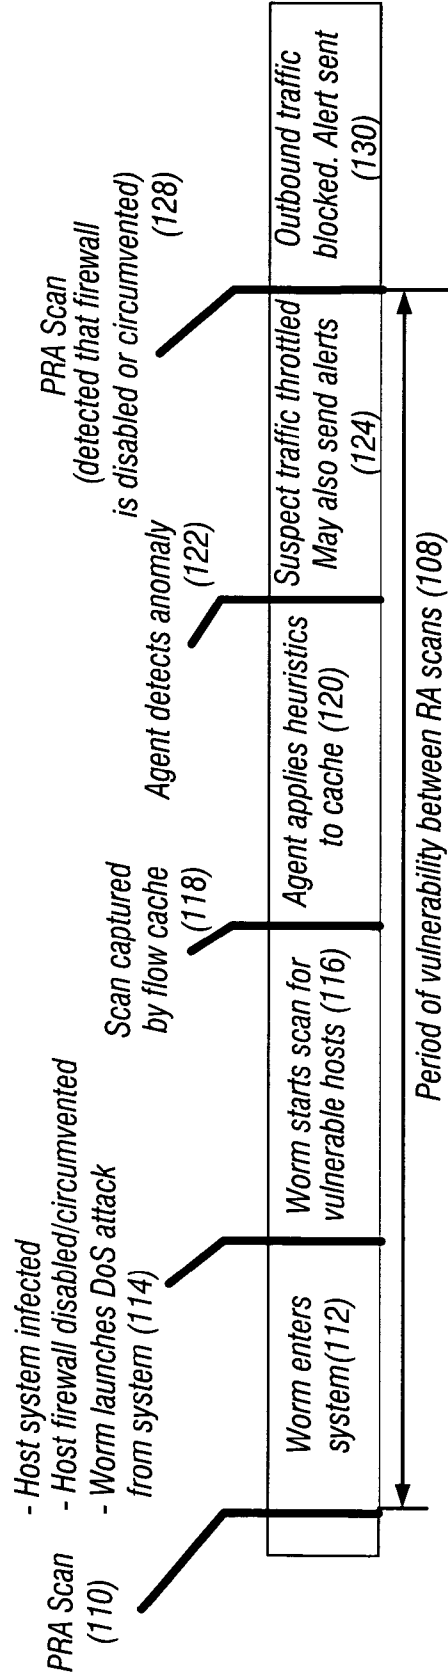 PRA Scan
(110)
- Host system infected
- Host firewall disabled/circumvented
- Worm launches DoS attack
from system (114)
Scan captured
by flow cache
(118)
Agent detects anomaly
(122)
PRA Scan
(detected that firewall
is disabled or circumvented)
(128)
Worm enters
system(112)
Worm starts scan for
vulnerable hosts (116)
Agent applies heuristics
to cache (120)
Suspect traffic throttled
May also send alerts
(124)
Outbound traffic
blocked. Alert sent
(130)
Period of vulnerability between RA scans (108)